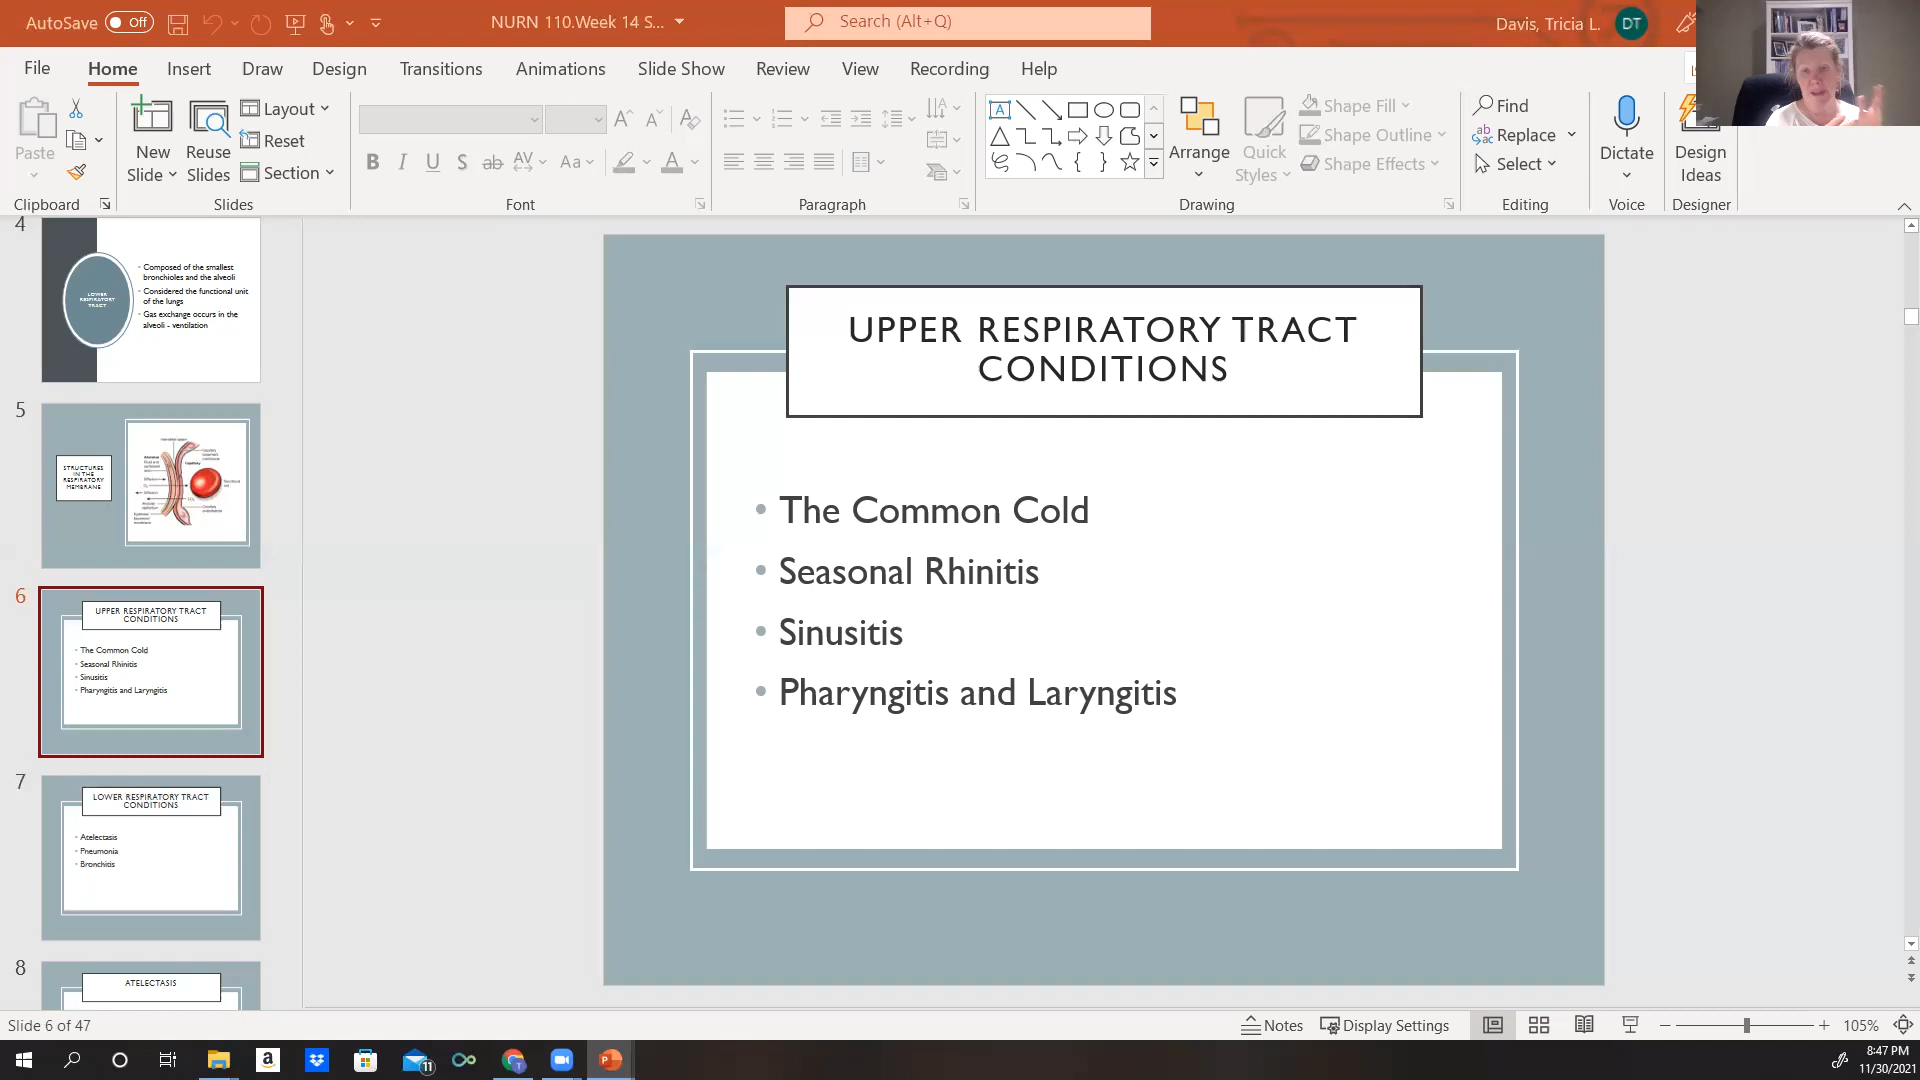 AutoSave Off
NURN 110.Week 14 S...
Search (Alt+Q)
Davis, Tricia L.
DT
File
Home
Insert
Draw
Design
Transitions
Animations
Slide Show
Review
View
Recording
Help
Paste
New
Slide
Reuse
Slides
Layout
Reset
Section
Shape Fill
Shape Outline
Shape Effects
Arrange
Quick
Styles
Find
Replace
Select
Dictate
Design
Ideas
Clipboard
Slides
Font
Paragraph
Drawing
Editing
Voice
Designer
4
LOWER
RESPIRATORY
TRACT
Composed of the smallest
bronchioles and the alveoli
Considered the functional unit
of the lungs
Gas exchange occurs in the
alveoli - ventilation
5
STRUCTURES
IN THE
RESPIRATORY
MEMBRANE
6
UPPER RESPIRATORY TRACT
CONDITIONS
The Common Cold
Seasonal Rhinitis
Sinusitis
Pharyngitis and Laryngitis
7
LOWER RESPIRATORY TRACT
CONDITIONS
Atelectasis
Pneumonia
Bronchitis
8
ATELECTASIS
UPPER RESPIRATORY TRACT
CONDITIONS
• The Common Cold
• Seasonal Rhinitis
• Sinusitis
• Pharyngitis and Laryngitis
Slide 6 of 47
Notes
Display Settings
105%
11
8:47 PM
11/30/2021